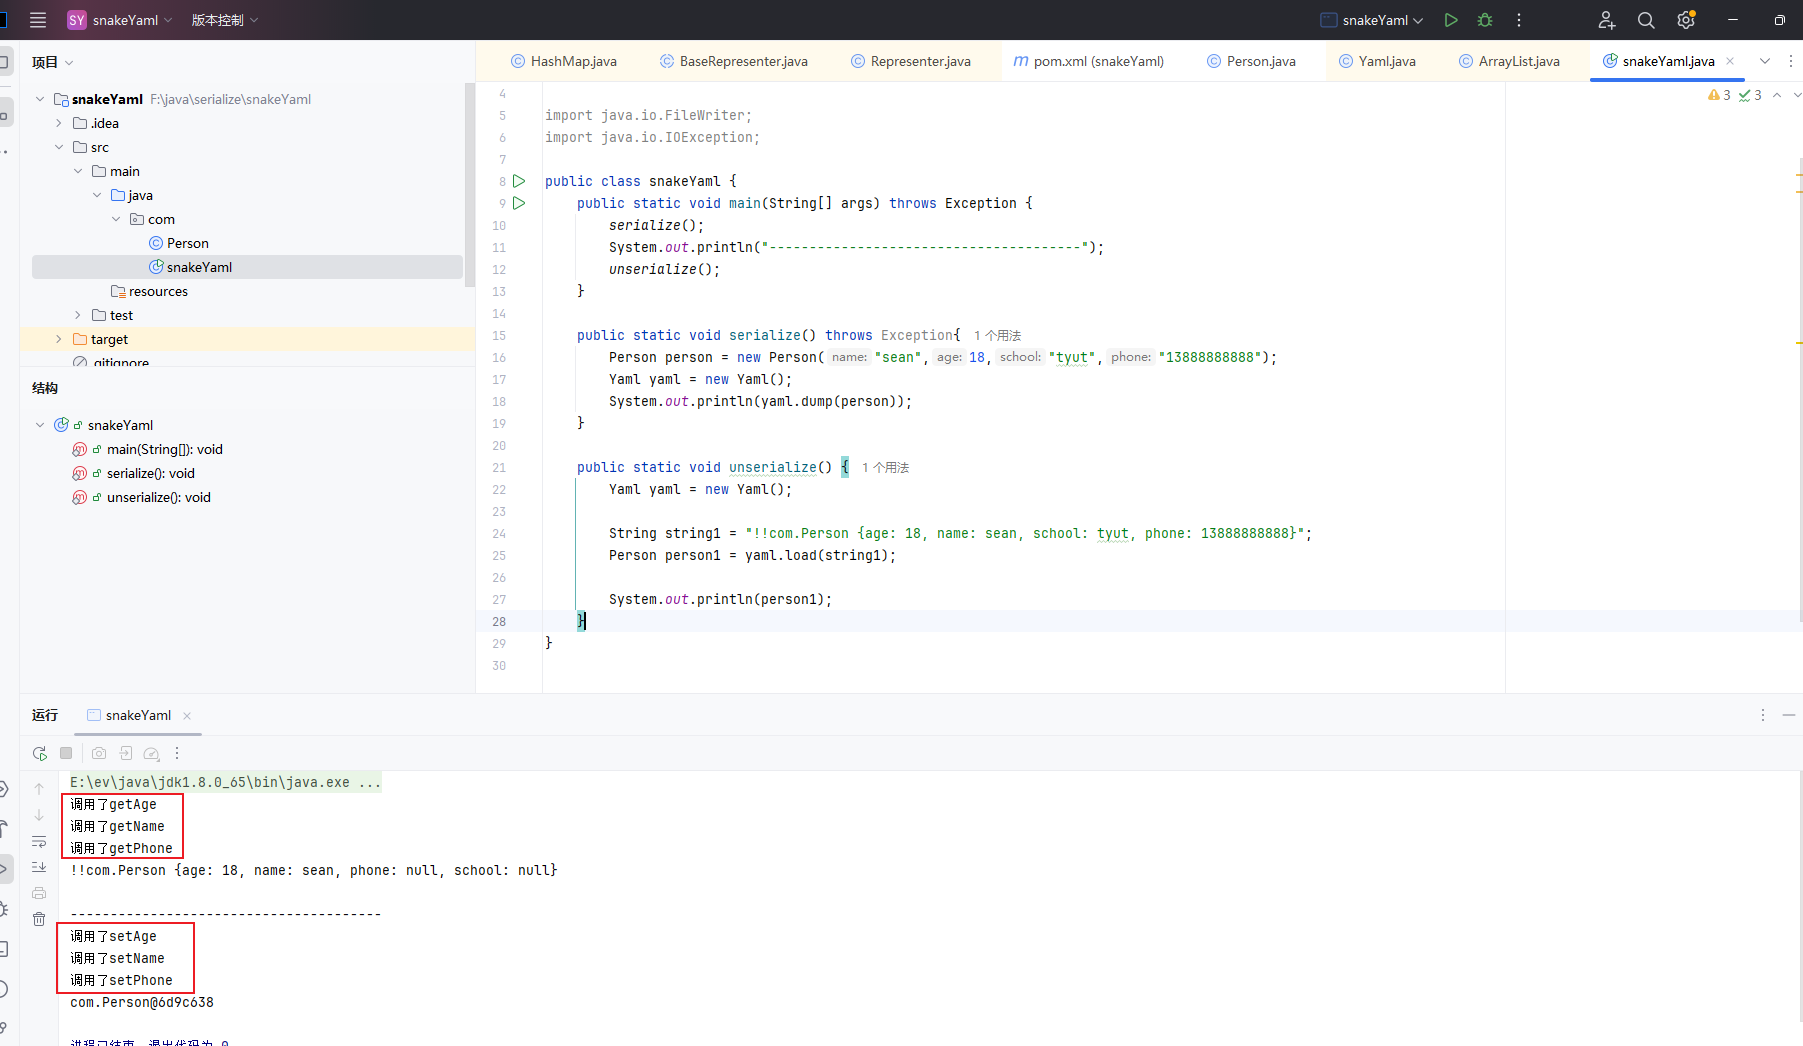 SY snakeYaml 版本控制 snakeYaml
项目
snakeYaml F:\java\serialize\snakeYaml
.idea
src
main
java
com
Person
snakeYaml
resources
test
target
.gitignore
结构
snakeYaml
main(String[]): void
serialize(): void
unserialize(): void
HashMap.java BaseRepresenter.java Representer.java pom.xml (snakeYaml) Person.java Yaml.java ArrayList.java snakeYaml.java
3 3
4
5 import java.io.FileWriter;
6 import java.io.IOException;
7
8 public class snakeYaml {
9 public static void main(String[] args) throws Exception {
10 serialize();
11 System.out.println("---------------------------------------");
12 unserialize();
13 }
14
15 public static void serialize() throws Exception{ 1 个用法
16 Person person = new Person( name: "sean", age: 18, school: "tyut", phone: "13888888888");
17 Yaml yaml = new Yaml();
18 System.out.println(yaml.dump(person));
19 }
20
21 public static void unserialize() { 1 个用法
22 Yaml yaml = new Yaml();
23
24 String string1 = "!!com.Person {age: 18, name: sean, school: tyut, phone: 13888888888}";
25 Person person1 = yaml.load(string1);
26
27 System.out.println(person1);
28 }
29 }
30
运行 snakeYaml
E:\ev\java\jdk1.8.0_65\bin\java.exe ...
调用了getAge
调用了getName
调用了getPhone
!!com.Person {age: 18, name: sean, phone: null, school: null}
---------------------------------------
调用了setAge
调用了setName
调用了setPhone
com.Person@6d9c638
进程已结束，退出代码为 0